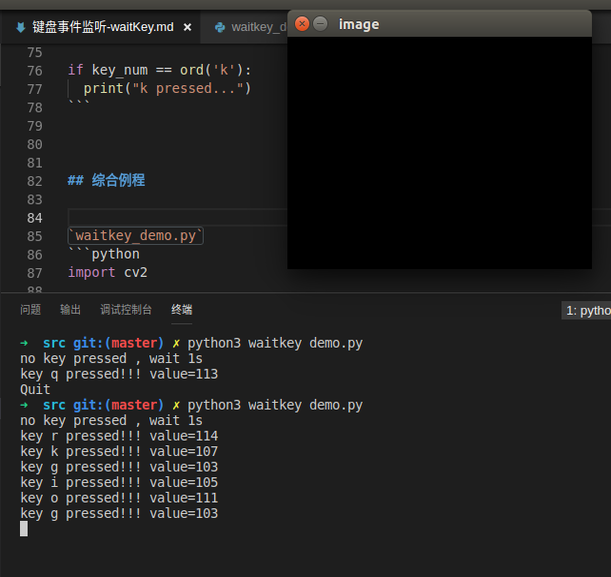 键盘事件监听-waitKey.md ×
waitkey_d
image
75
76 if key_num == ord('k'):
77 print("k pressed...")
78 ```
79
80
81
82 ## 综合例程
83
84
85 `waitkey_demo.py`
86 ```python
87 import cv2
88
问题 输出 调试控制台 终端
1: pytho
➜ src git:(master) ✗ python3 waitkey demo.py
no key pressed , wait 1s
key q pressed!!! value=113
Quit
➜ src git:(master) ✗ python3 waitkey demo.py
no key pressed , wait 1s
key r pressed!!! value=114
key k pressed!!! value=107
key g pressed!!! value=103
key i pressed!!! value=105
key o pressed!!! value=111
key g pressed!!! value=103